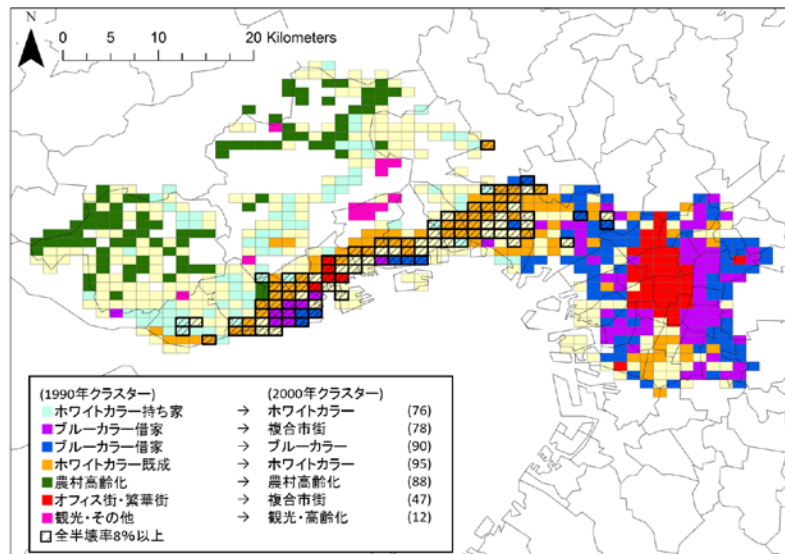 N
0 5 10 20 Kilometers
(1990年クラスター) (2000年クラスター)
ホワイトカラー持ち家 → ホワイトカラー (76)
ブルーカラー借家 → 複合市街 (78)
ブルーカラー借家 → ブルーカラー (90)
ホワイトカラー既成 → ホワイトカラー (95)
農村高齢化 → 農村高齢化 (88)
オフィス街・繁華街 → 複合市街 (47)
観光・その他 → 観光・高齢化 (12)
全半壊率8%以上